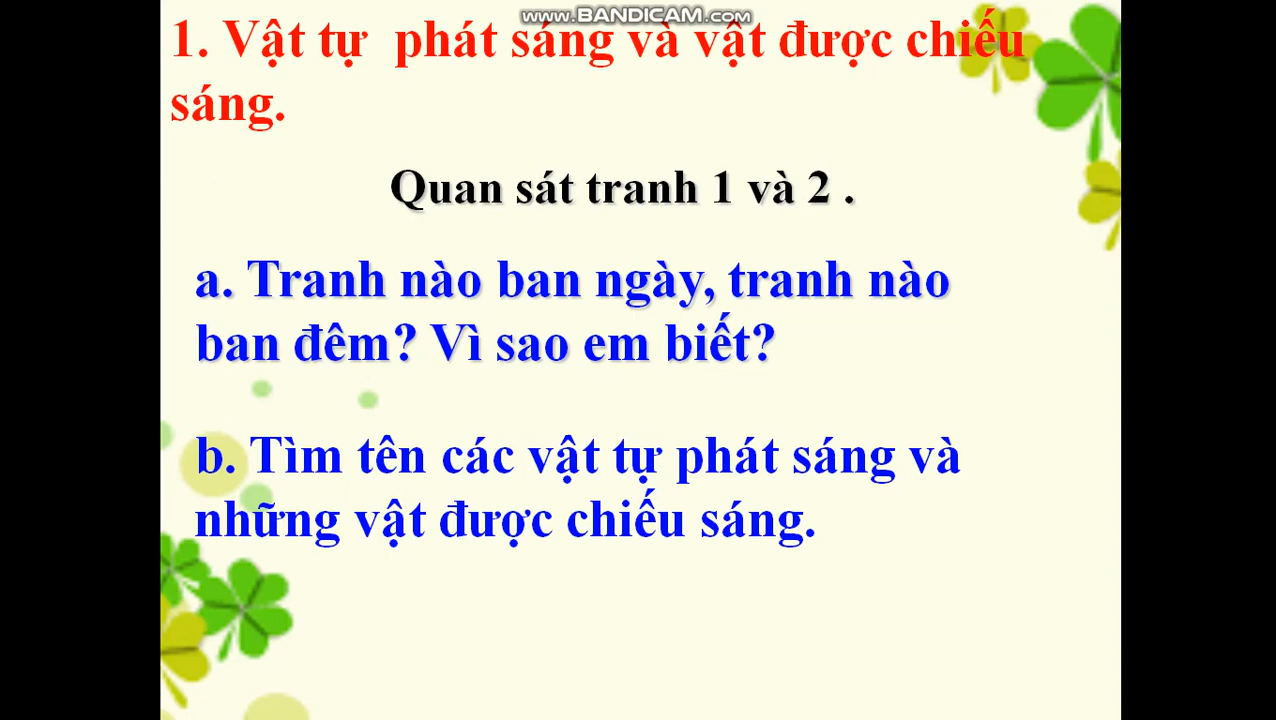 www.BANDICAM.com
1. Vật tự phát sáng và vật được chiếu
sáng.
Quan sát tranh 1 và 2 .
a. Tranh nào ban ngày, tranh nào
ban đêm? Vì sao em biết?
b. Tìm tên các vật tự phát sáng và
những vật được chiếu sáng.